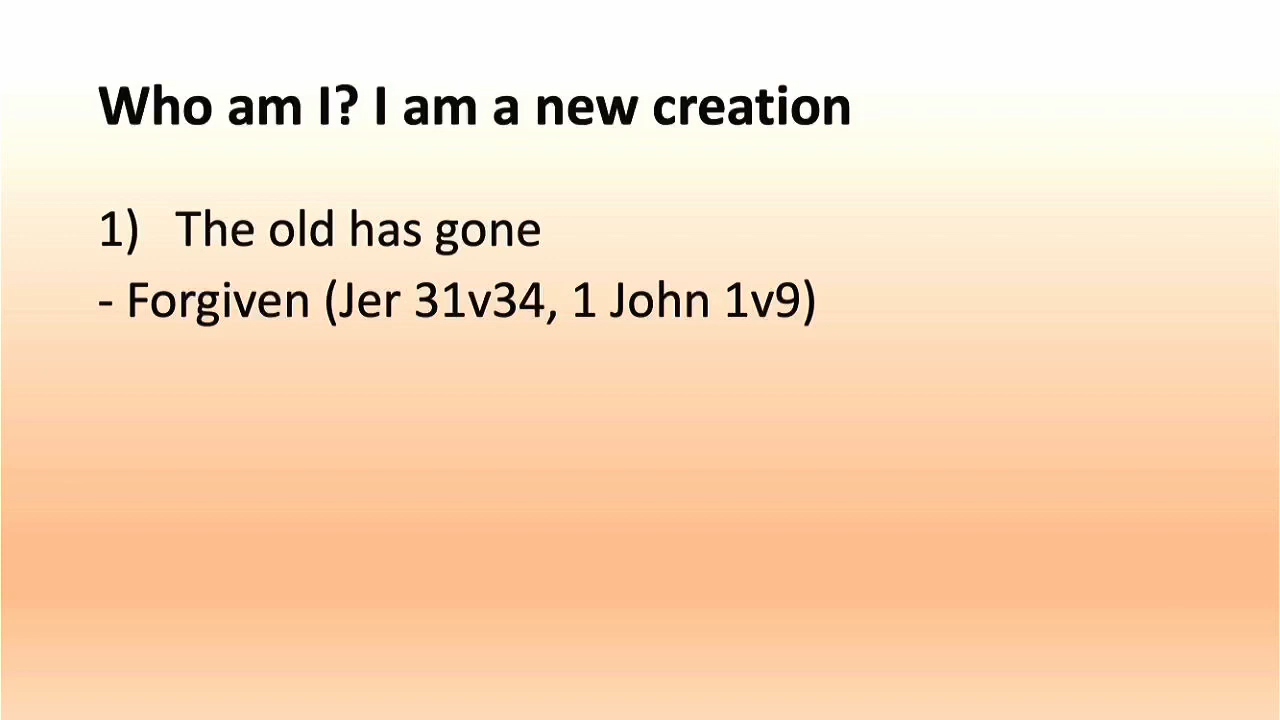 Who am I? I am a new creation
1) The old has gone
- Forgiven (Jer 31v34, 1 John 1v9)